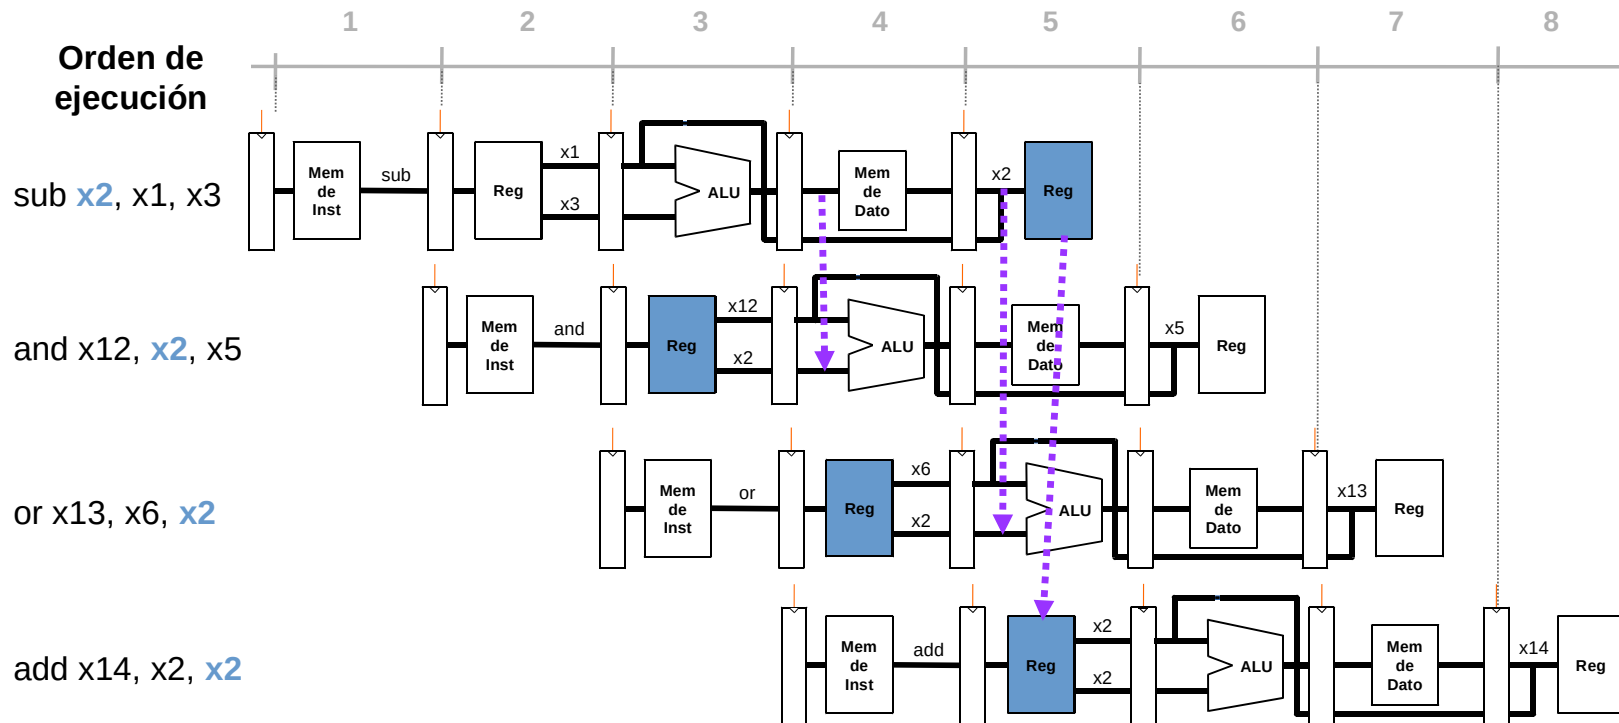 1 2 3 4 5 6 7 8
Orden de
ejecución
sub x2, x1, x3
Mem
de
Inst
sub
Reg
x1
x3
ALU
Mem
de
Dato
x2
Reg
and x12, x2, x5
Mem
de
Inst
and
Reg
x12
x2
ALU
Mem
de
Dato
x5
Reg
or x13, x6, x2
Mem
de
Inst
or
Reg
x6
x2
ALU
Mem
de
Dato
x13
Reg
add x14, x2, x2
Mem
de
Inst
add
Reg
x2
x2
ALU
Mem
de
Dato
x14
Reg